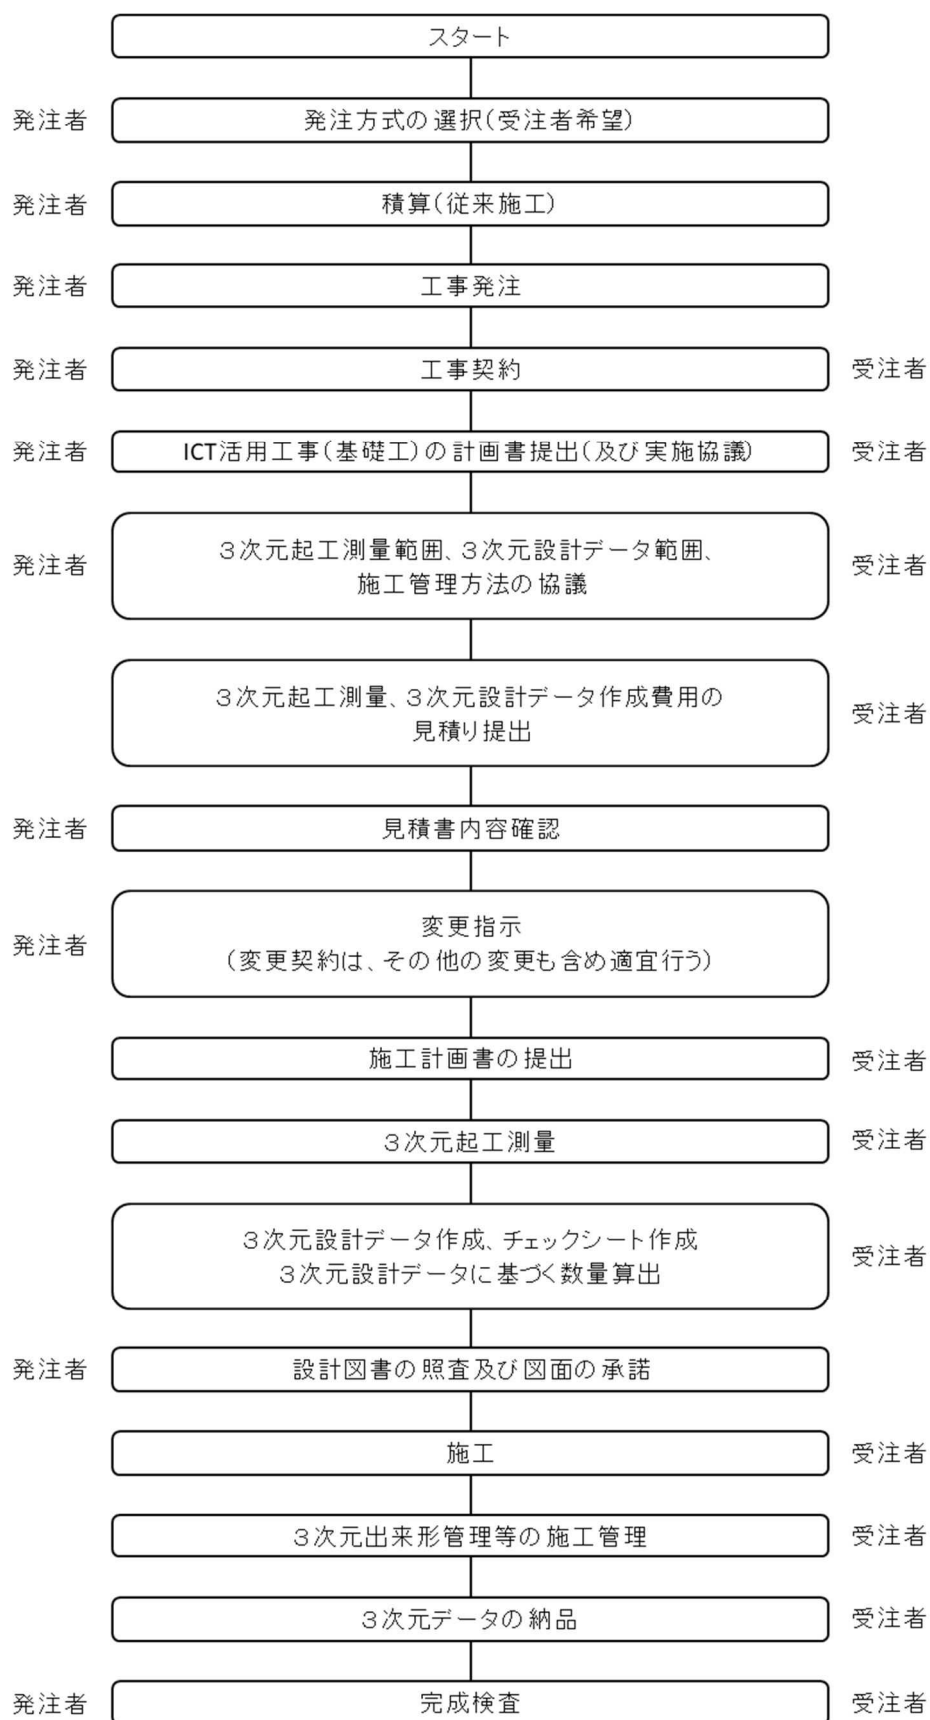 スタート
発注者 発注方式の選択(受注者希望)
発注者 積算(従来施工)
発注者 工事発注
発注者 工事契約 受注者
発注者 ICT活用工事(基礎工)の計画書提出(及び実施協議) 受注者
3次元起工測量範囲、3次元設計データ範囲、
発注者 受注者
施工管理方法の協議
3次元起工測量、3次元設計データ作成費用の
受注者
見積り提出
発注者 見積書内容確認
変更指示
発注者
(変更契約は、その他の変更も含め適宜行う)
施工計画書の提出 受注者
3次元起工測量 受注者
3次元設計データ作成、チェックシート作成
受注者
3次元設計データに基づく数量算出
発注者 設計図書の照査及び図面の承諾
施工 受注者
3次元出来形管理等の施工管理 受注者
3次元データの納品 受注者
発注者 完成検査 受注者